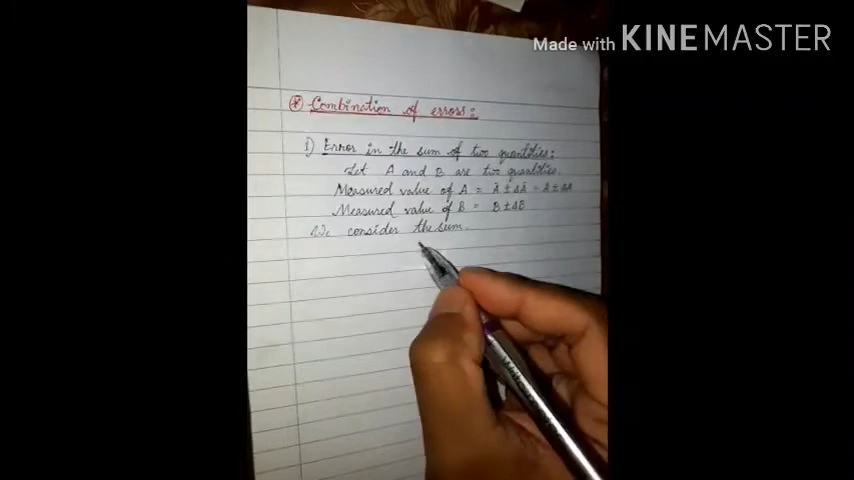 Made with KINEMASTER
* Combination of errors:
1) Error in the sum of two quantities:
Let A and B are two quantities.
Measured value of A = A ± ΔA = A ± ΔA
Measured value of B = B ± ΔB
We consider the sum.